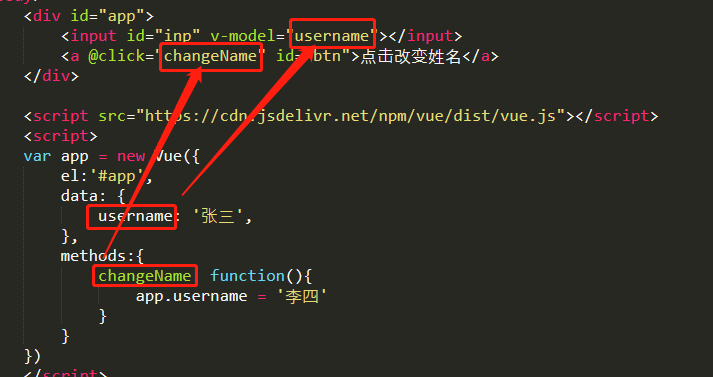 <div id="app">
<input id="inp" v-model="username"></input>
<a @click="changeName" id="btn">点击改变姓名</a>
</div>
<script src="https://cdn.jsdelivr.net/npm/vue/dist/vue.js"></script>
<script>
var app = new Vue({
el:'#app',
data: {
username: '张三',
},
methods:{
changeName function(){
app.username = '李四'
}
}
})
</script>